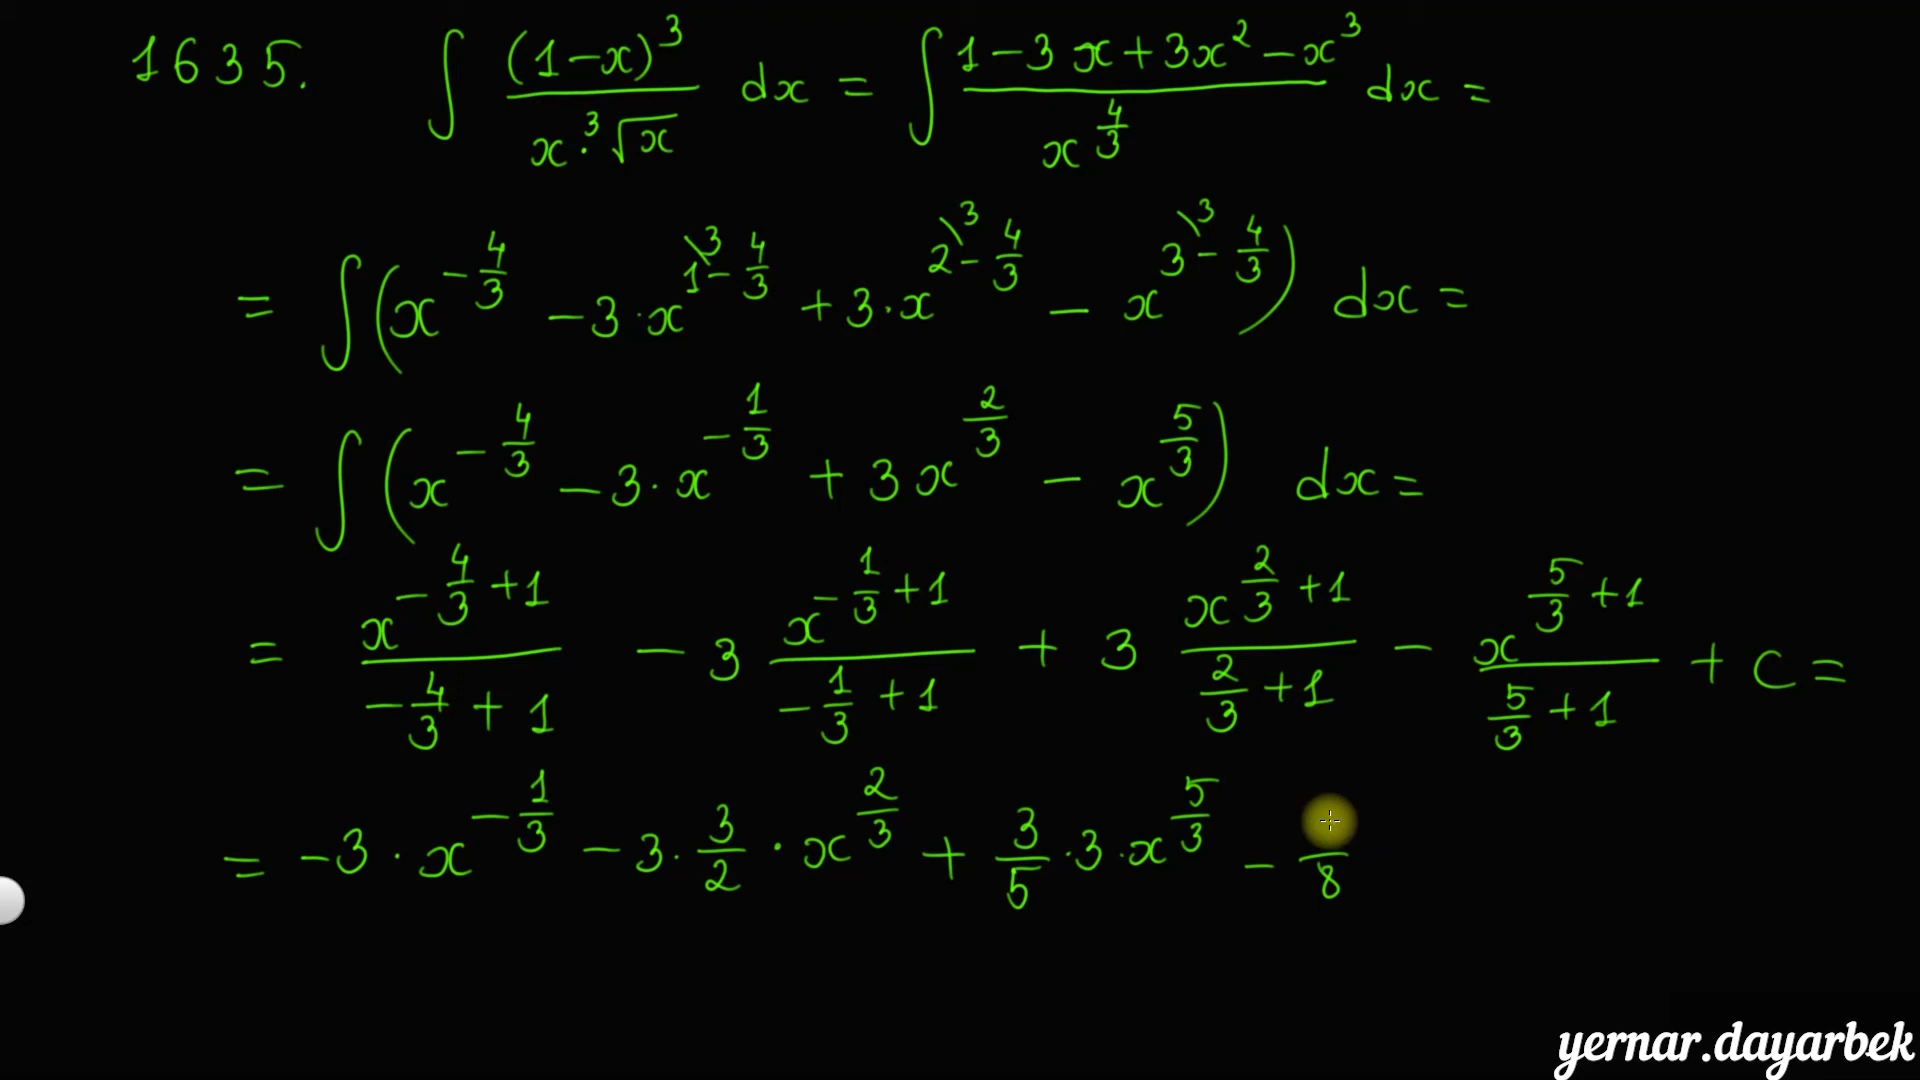 1635. ∫ (1-x)³ / (x·³√x) dx = ∫ (1-3x+3x²-x³) / x^(4/3) dx =
= ∫ (x^(-4/3) - 3·x^(1\3 - 4/3) + 3·x^(2\3 - 4/3) - x^(3\3 - 4/3)) dx =
= ∫ (x^(-4/3) - 3·x^(-1/3) + 3x^(2/3) - x^(5/3)) dx =
= x^(-4/3+1) / (-4/3+1) - 3 x^(-1/3+1) / (-1/3+1) + 3 x^(2/3+1) / (2/3+1) - x^(5/3+1) / (5/3+1) + C =
= -3·x^(-1/3) - 3·3/2·x^(2/3) + 3/5·3·x^(5/3) - /8
yernar.dayarbek